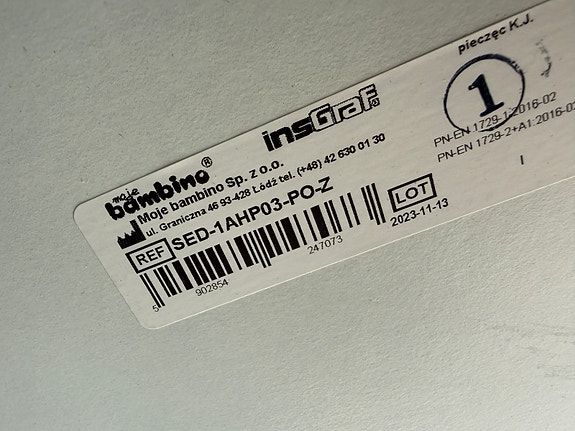 moje
bambino®
insGraf®
pieczęć K.J.
1
Moje bambino Sp. z o.o.
ul. Graniczna 46 93-428 Łódź tel. (+48) 42 630 01 30
PN-EN 1729-1:2016-02
PN-EN 1729-2+A1:2016-02
REF SED-1AHP03-PO-Z
LOT
2023-11-13
5 902854 247073